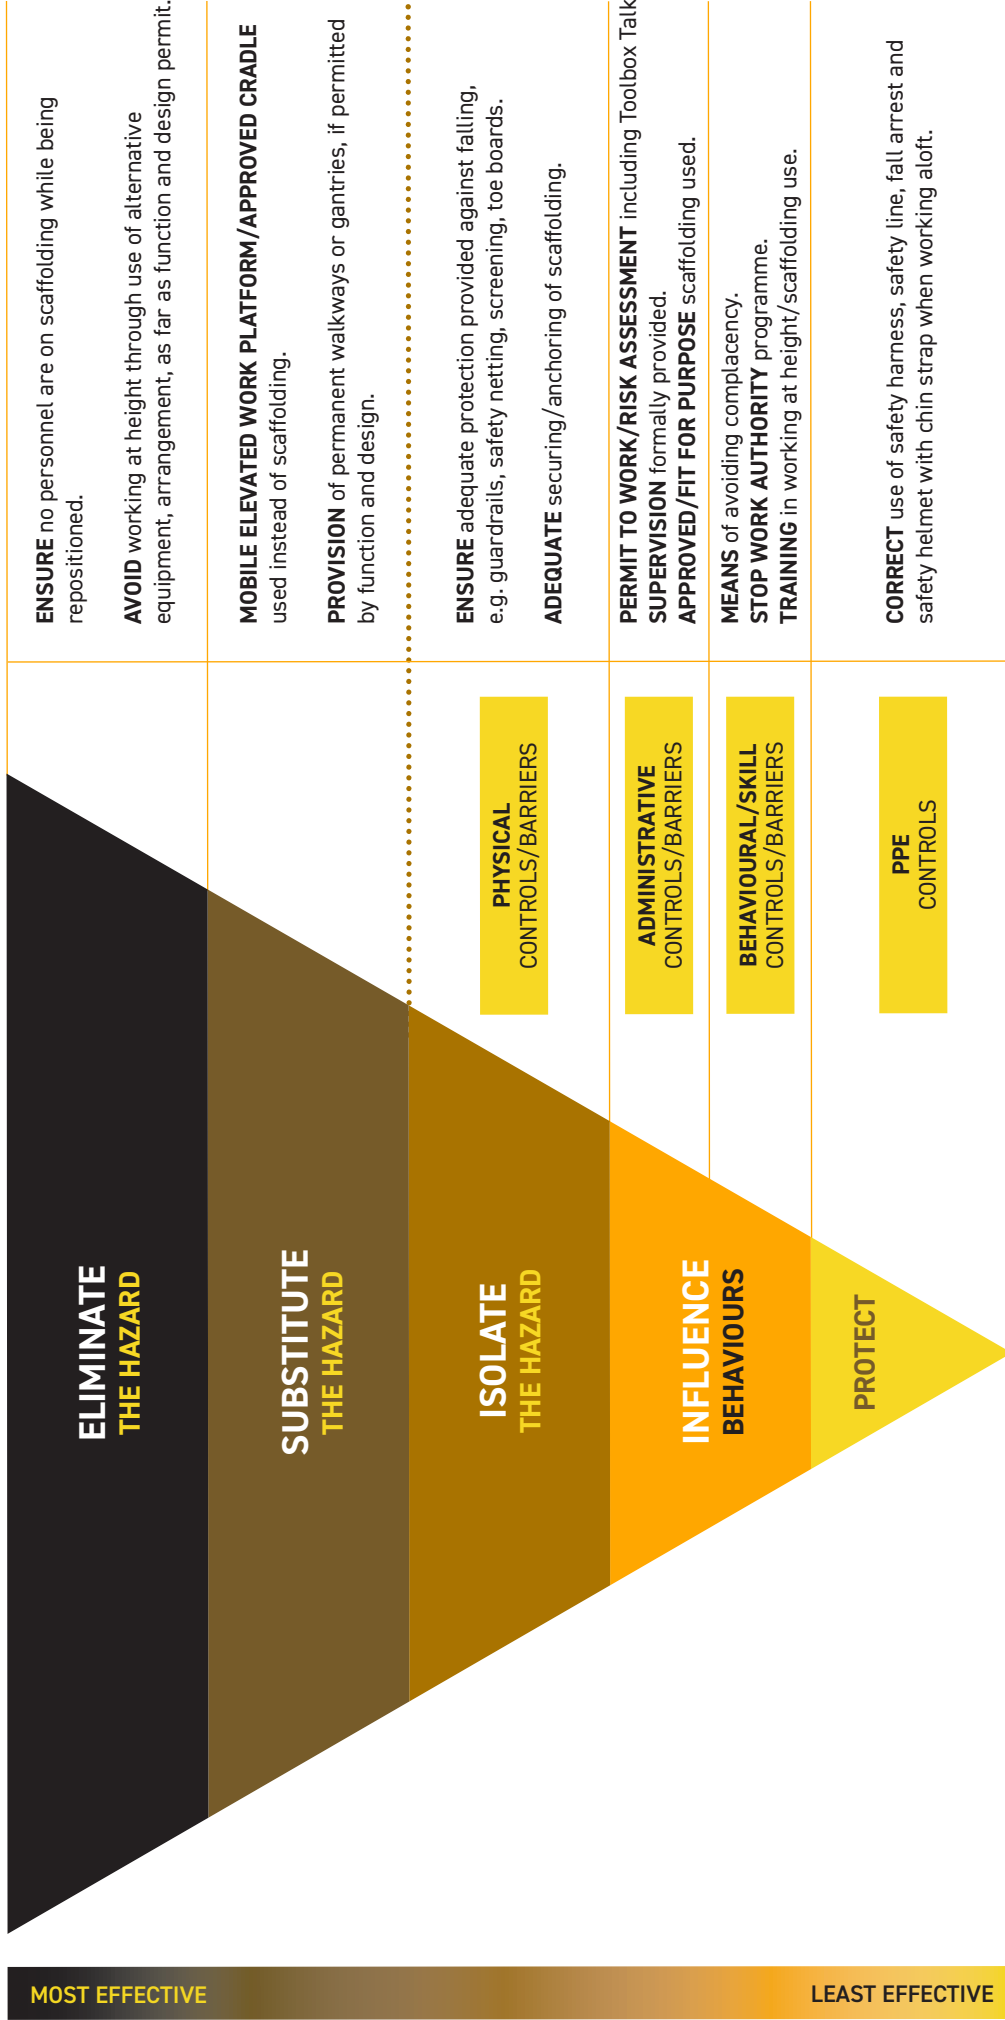 ELIMINATE
THE HAZARD
ENSURE no personnel are on scaffolding while being
repositioned.
AVOID working at height through use of alternative
equipment, arrangement, as far as function and design permit.
SUBSTITUTE
THE HAZARD
MOBILE ELEVATED WORK PLATFORM/APPROVED CRADLE
used instead of scaffolding.
PROVISION of permanent walkways or gantries, if permitted
by function and design.
ISOLATE
THE HAZARD
PHYSICAL
CONTROLS/BARRIERS
ENSURE adequate protection provided against falling,
e.g. guardrails, safety netting, screening, toe boards.
ADEQUATE securing/anchoring of scaffolding.
INFLUENCE
BEHAVIOURS
ADMINISTRATIVE
CONTROLS/BARRIERS
PERMIT TO WORK/RISK ASSESSMENT including Toolbox Talk
SUPERVISION formally provided.
APPROVED/FIT FOR PURPOSE scaffolding used.
BEHAVIOURAL/SKILL
CONTROLS/BARRIERS
MEANS of avoiding complacency.
STOP WORK AUTHORITY programme.
TRAINING in working at height/scaffolding use.
PROTECT
PPE
CONTROLS
CORRECT use of safety harness, safety line, fall arrest and
safety helmet with chin strap when working aloft.
MOST EFFECTIVE
LEAST EFFECTIVE